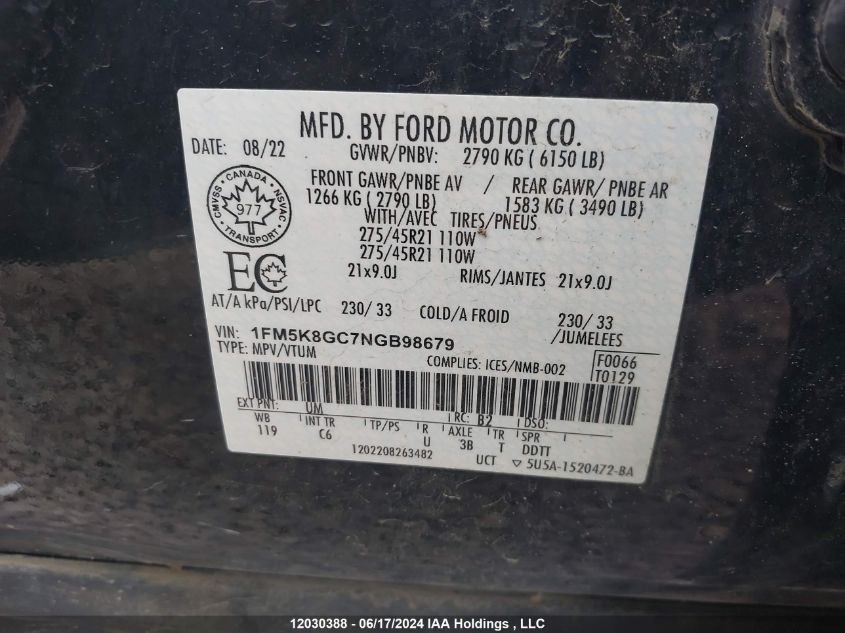 MFD. BY FORD MOTOR CO.
DATE: 08/22 GVWR/PNBV: 2790 KG ( 6150 LB)
FRONT GAWR/PNBE AV / REAR GAWR/ PNBE AR
1266 KG ( 2790 LB) 1583 KG ( 3490 LB)
WITH/AVEC TIRES/PNEUS
275/45R21 110W
275/45R21 110W
21x9.0J RIMS/JANTES 21x9.0J
CMVSS · CANADA · NSVAC
977
TRANSPORT
EC
AT/A kPa/PSI/LPC 230/ 33 COLD/A FROID 230/ 33
/JUMELEES
VIN: 1FM5K8GC7NGB98679
TYPE: MPV/VTUM COMPLIES: ICES/NMB-002 F0066
T0129
EXT PNT: UM RC: B2 DSO:
WB INT TR TP/PS R AXLE TR SPR
119 C6 U 3B T DDTT
1202208263482 UCT ▽ 5U5A-1520472-BA
12030388 - 06/17/2024 IAA Holdings , LLC